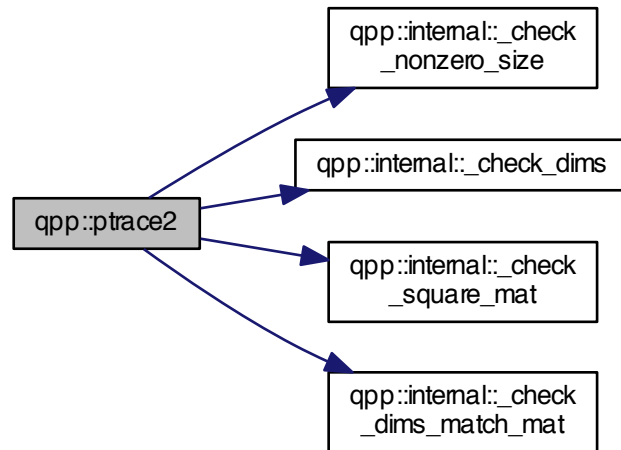 qpp::internal::_check
_nonzero_size
qpp::internal::_check_dims
qpp::ptrace2
qpp::internal::_check
_square_mat
qpp::internal::_check
_dims_match_mat